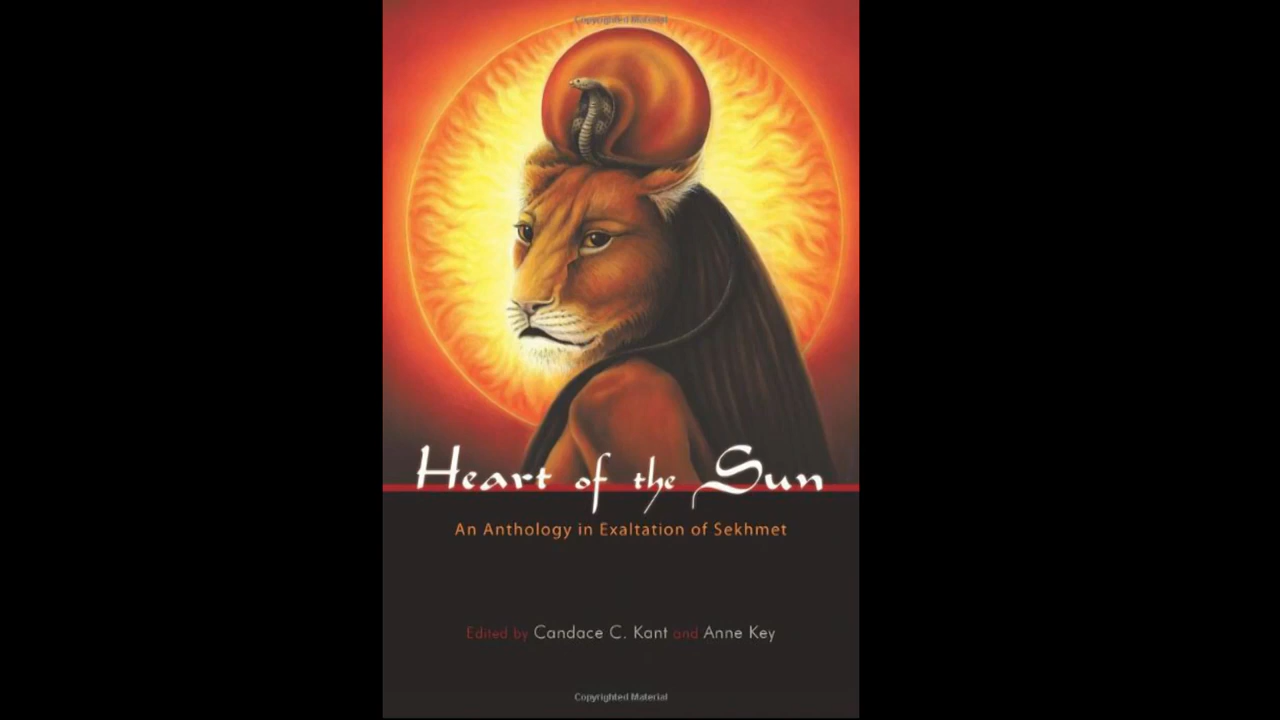 Copyrighted Material
Heart of the Sun
An Anthology in Exaltation of Sekhmet
Edited by Candace C. Kant and Anne Key
Copyrighted Material